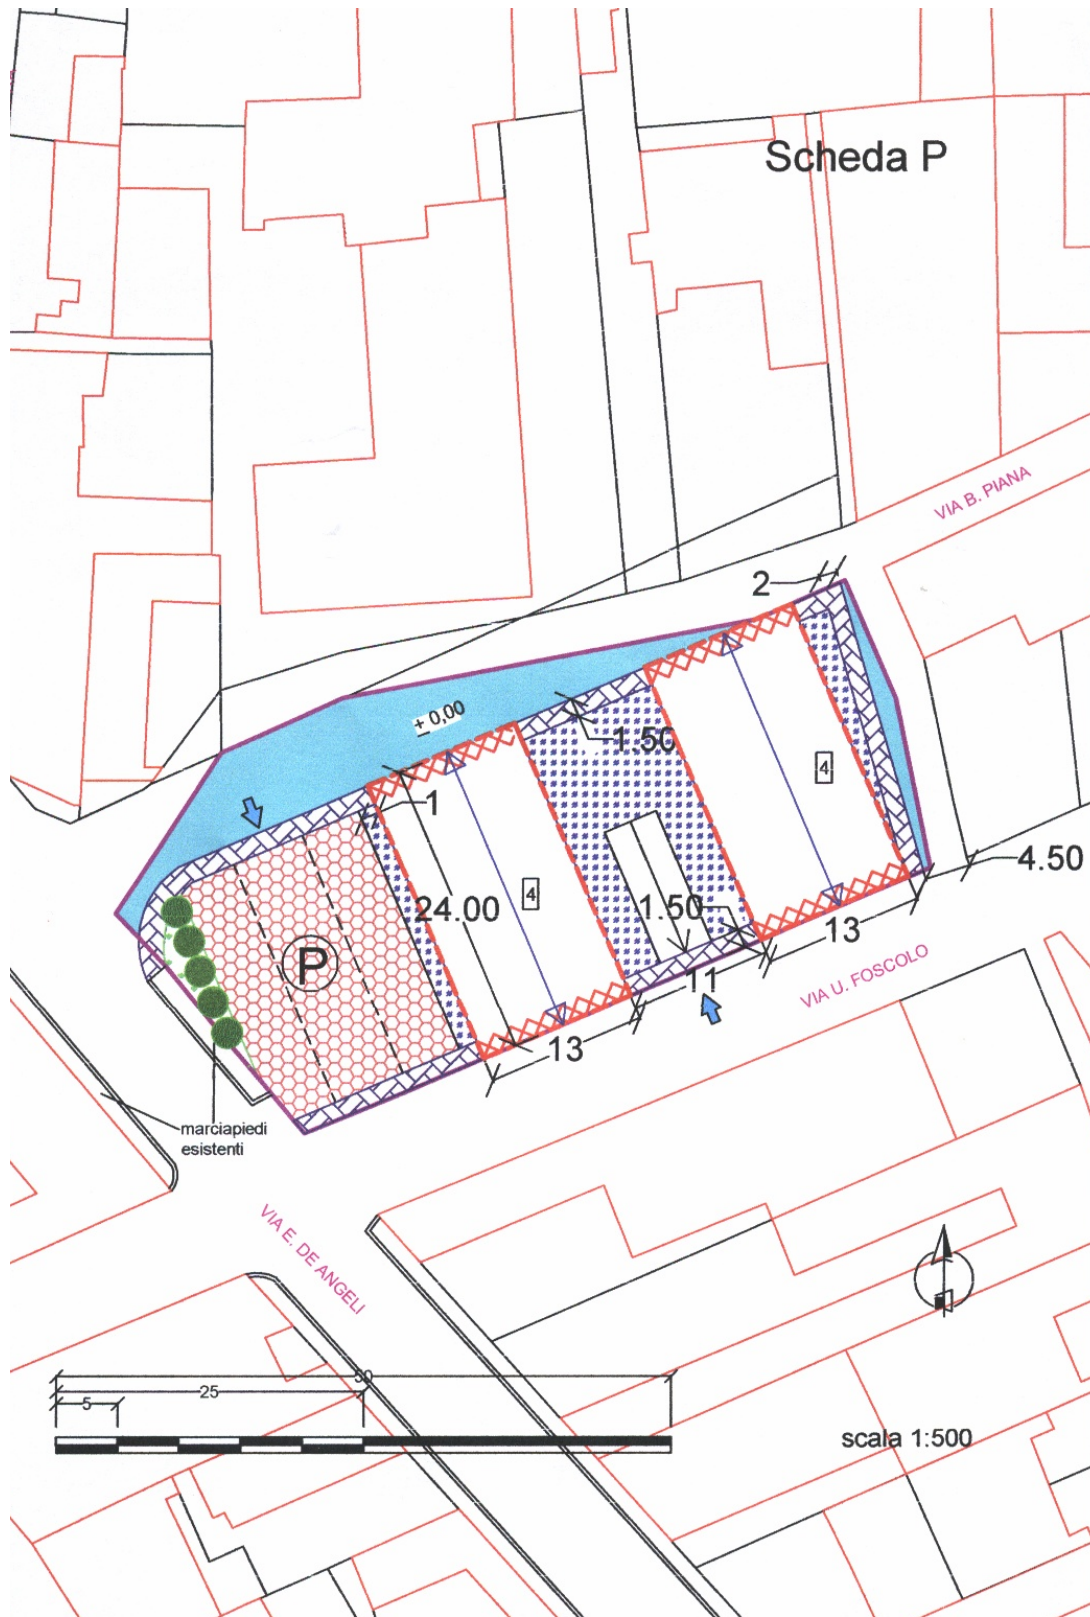 Scheda P
VIA B. PIANA
2
+ 0,00
1.50
1
4
4.50
24.00
4
1.50
P
13
11
VIA U. FOSCOLO
13
marciapiedi
esistenti
VIA E. DE ANGELI
50
25
5
scala 1:500